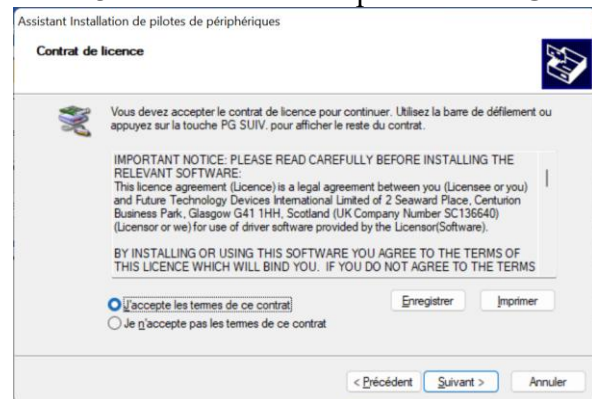 Assistant Installation de pilotes de périphériques
Contrat de licence
Vous devez accepter le contrat de licence pour continuer. Utilisez la barre de défilement ou
appuyez sur la touche PG SUIV. pour afficher le reste du contrat.
IMPORTANT NOTICE: PLEASE READ CAREFULLY BEFORE INSTALLING THE
RELEVANT SOFTWARE:
This licence agreement (Licence) is a legal agreement between you (Licensee or you)
and Future Technology Devices International Limited of 2 Seaward Place, Centurion
Business Park, Glasgow G41 1HH, Scotland (UK Company Number SC136640)
(Licensor or we) for use of driver software provided by the Licensor(Software).
BY INSTALLING OR USING THIS SOFTWARE YOU AGREE TO THE TERMS OF
THIS LICENCE WHICH WILL BIND YOU. IF YOU DO NOT AGREE TO THE TERMS
J'accepte les termes de ce contrat
Enregistrer
Imprimer
Je n'accepte pas les termes de ce contrat
< Précédent
Suivant >
Annuler